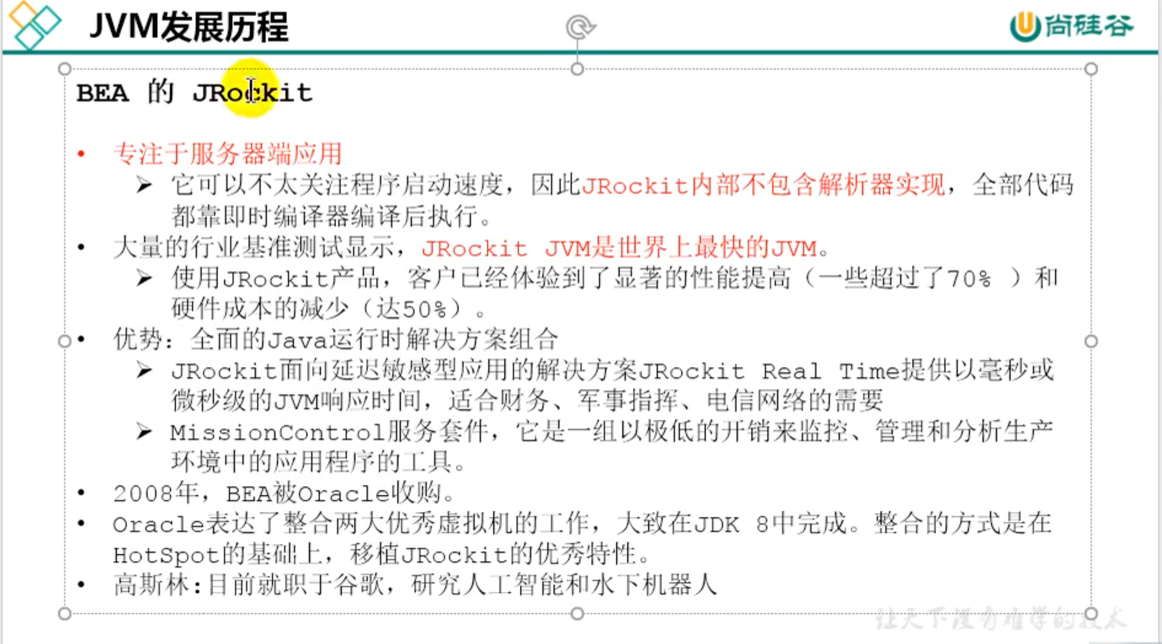 JVM发展历程
尚硅谷
BEA 的 JRockit
• 专注于服务器端应用
➢ 它可以不太关注程序启动速度，因此JRockit内部不包含解析器实现，全部代码
都靠即时编译器编译后执行。
• 大量的行业基准测试显示，JRockit JVM是世界上最快的JVM。
➢ 使用JRockit产品，客户已经体验到了显著的性能提高（一些超过了70% ）和
硬件成本的减少（达50%）。
• 优势：全面的Java运行时解决方案组合
➢ JRockit面向延迟敏感型应用的解决方案JRockit Real Time提供以毫秒或
微秒级的JVM响应时间，适合财务、军事指挥、电信网络的需要
➢ MissionControl服务套件，它是一组以极低的开销来监控、管理和分析生产
环境中的应用程序的工具。
• 2008年，BEA被Oracle收购。
• Oracle表达了整合两大优秀虚拟机的工作，大致在JDK 8中完成。整合的方式是在
HotSpot的基础上，移植JRockit的优秀特性。
• 高斯林:目前就职于谷歌，研究人工智能和水下机器人
让天下没有难学的技术